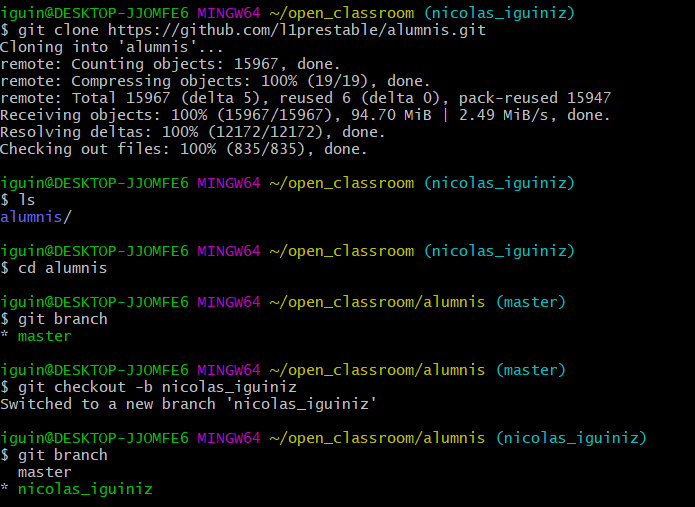 iguin@DESKTOP-JJOMFE6 MINGW64 ~/open_classroom (nicolas_iguiniz)
$ git clone https://github.com/l1prestable/alumnis.git
Cloning into 'alumnis'...
remote: Counting objects: 15967, done.
remote: Compressing objects: 100% (19/19), done.
remote: Total 15967 (delta 5), reused 6 (delta 0), pack-reused 15947
Receiving objects: 100% (15967/15967), 94.70 MiB | 2.49 MiB/s, done.
Resolving deltas: 100% (12172/12172), done.
Checking out files: 100% (835/835), done.
iguin@DESKTOP-JJOMFE6 MINGW64 ~/open_classroom (nicolas_iguiniz)
$ ls
alumnis/
iguin@DESKTOP-JJOMFE6 MINGW64 ~/open_classroom (nicolas_iguiniz)
$ cd alumnis
iguin@DESKTOP-JJOMFE6 MINGW64 ~/open_classroom/alumnis (master)
$ git branch
* master
iguin@DESKTOP-JJOMFE6 MINGW64 ~/open_classroom/alumnis (master)
$ git checkout -b nicolas_iguiniz
Switched to a new branch 'nicolas_iguiniz'
iguin@DESKTOP-JJOMFE6 MINGW64 ~/open_classroom/alumnis (nicolas_iguiniz)
$ git branch
  master
* nicolas_iguiniz